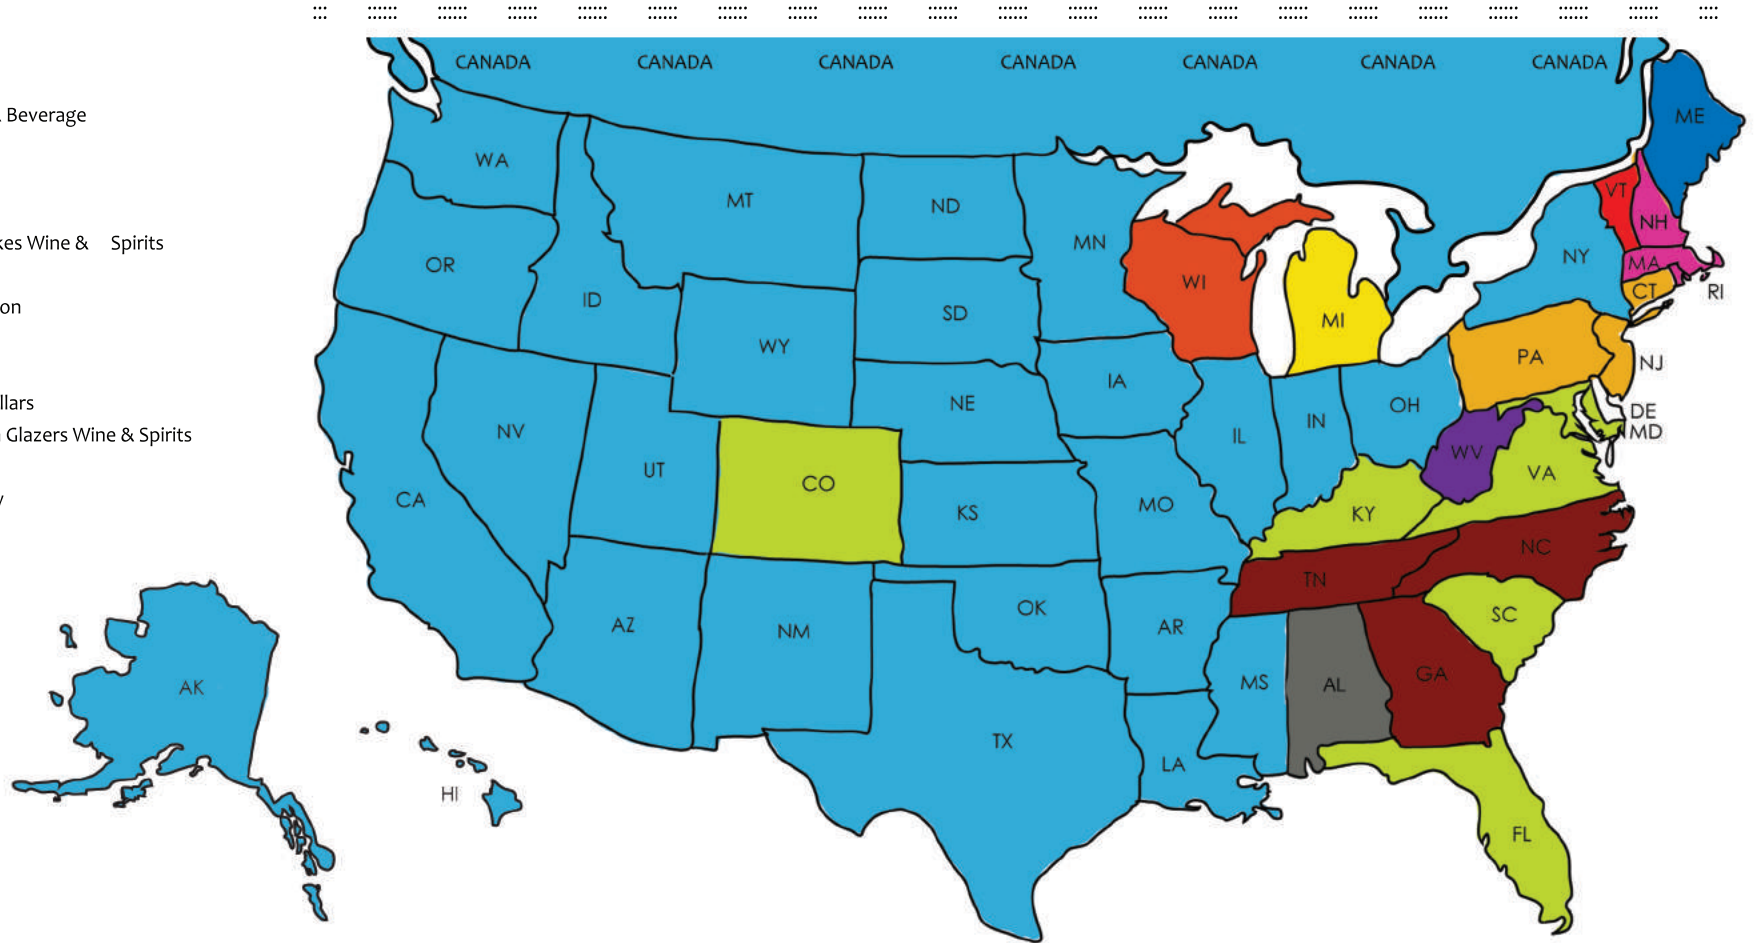 CANADA CANADA CANADA CANADA CANADA CANADA CANADA
Beverage
kes Wine & Spirits
on
llars
Glazers Wine & Spirits
y
ME
WA
MT
ND
MN
VT
NH
OR
ID
SD
WI
NY
MA
CT
RI
WY
MI
IA
PA
NJ
NV
NE
IL
IN
OH
DE
MD
UT
CO
WV
VA
CA
KS
MO
KY
NC
TN
AZ
NM
OK
AR
SC
AK
MS
AL
GA
TX
LA
HI
FL